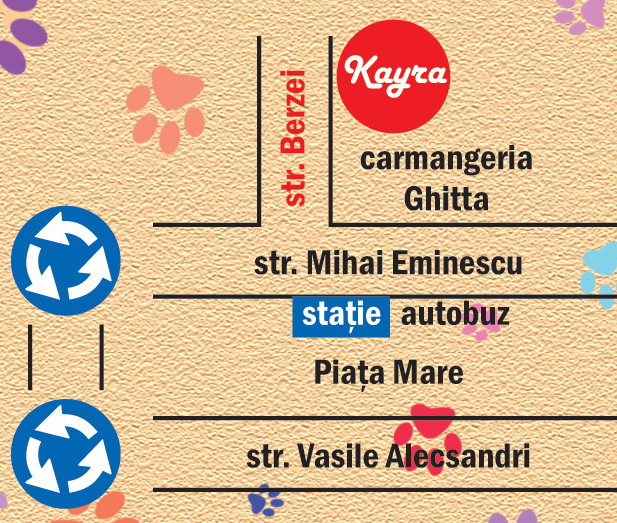 Kayra
str. Berzei
carmangeria
Ghitta
str. Mihai Eminescu
stație autobuz
Piața Mare
str. Vasile Alecsandri